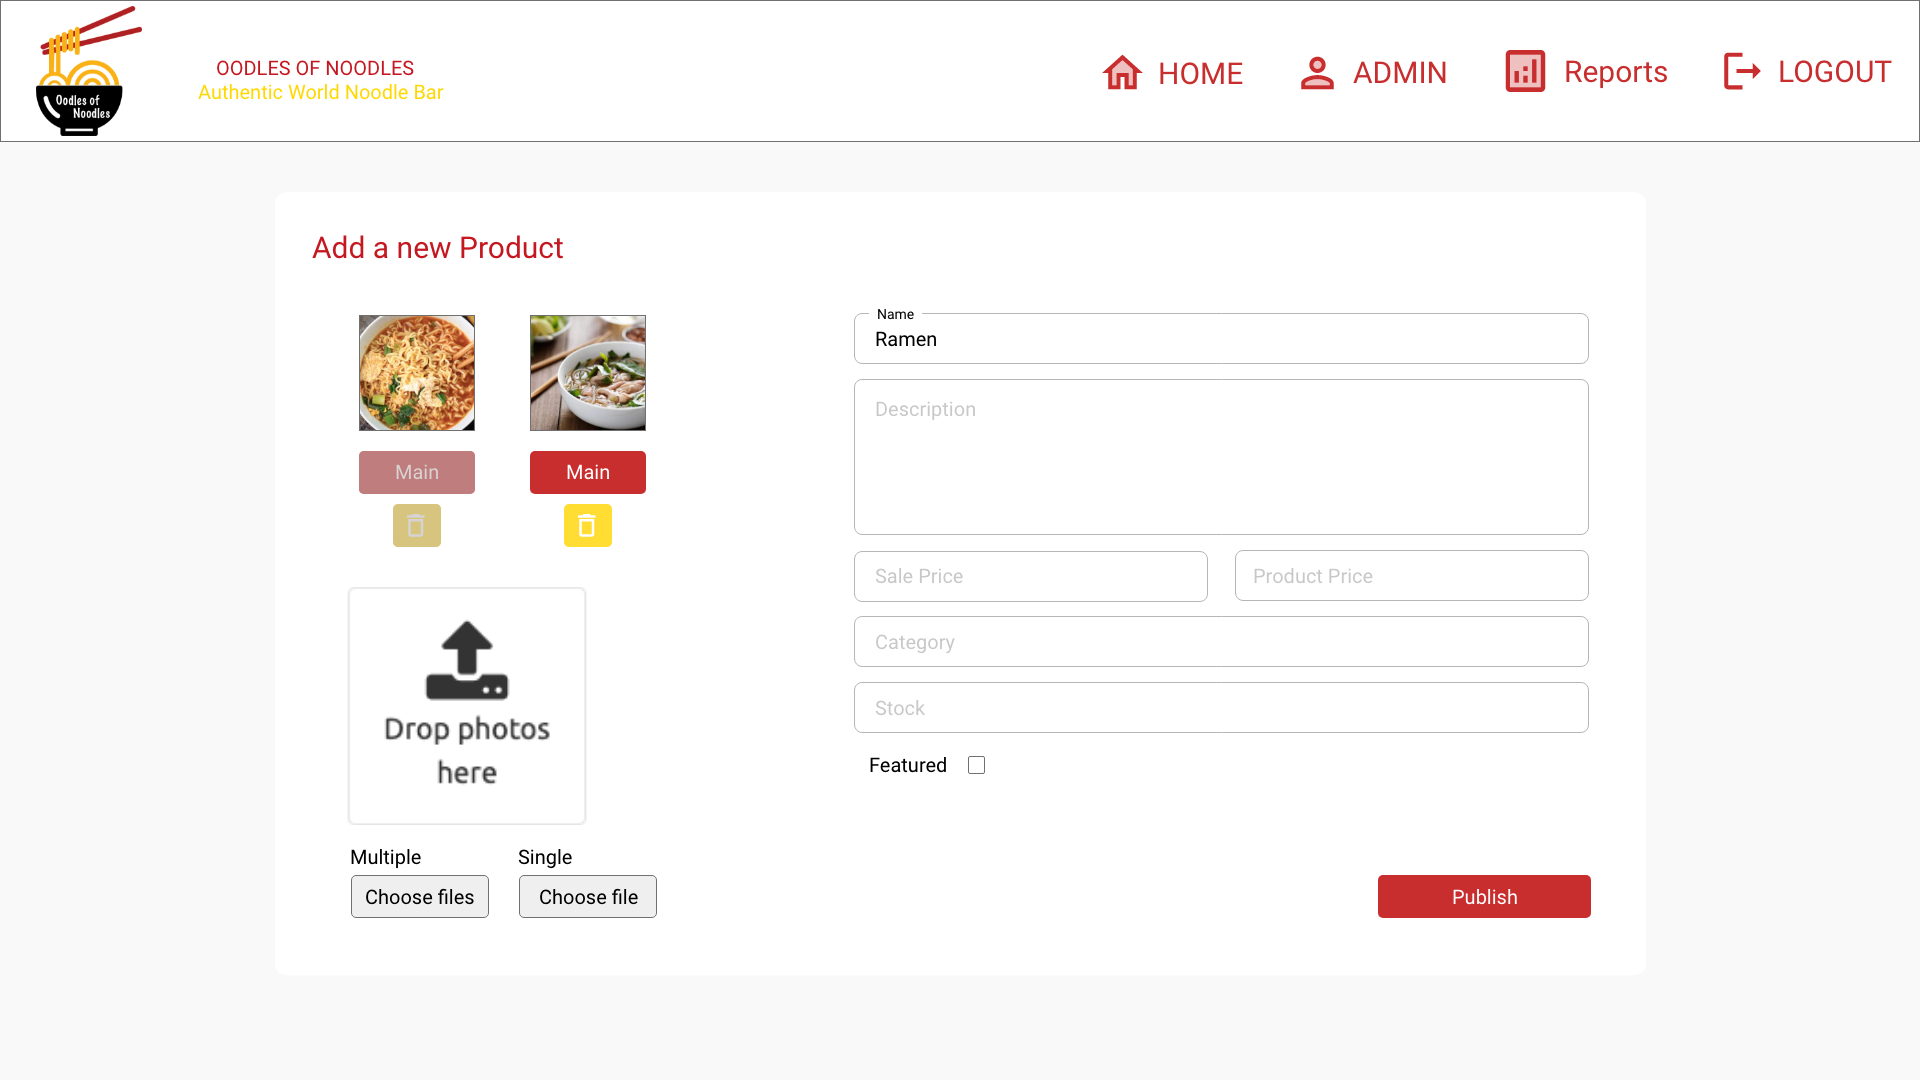 Oodles of
Noodles
OODLES OF NOODLES
Authentic World Noodle Bar
HOME
ADMIN
Reports
LOGOUT
Add a new Product
Main
Main
Drop photos
here
Multiple
Single
Choose files
Choose file
Name
Ramen
Description
Sale Price
Product Price
Category
Stock
Featured
Publish